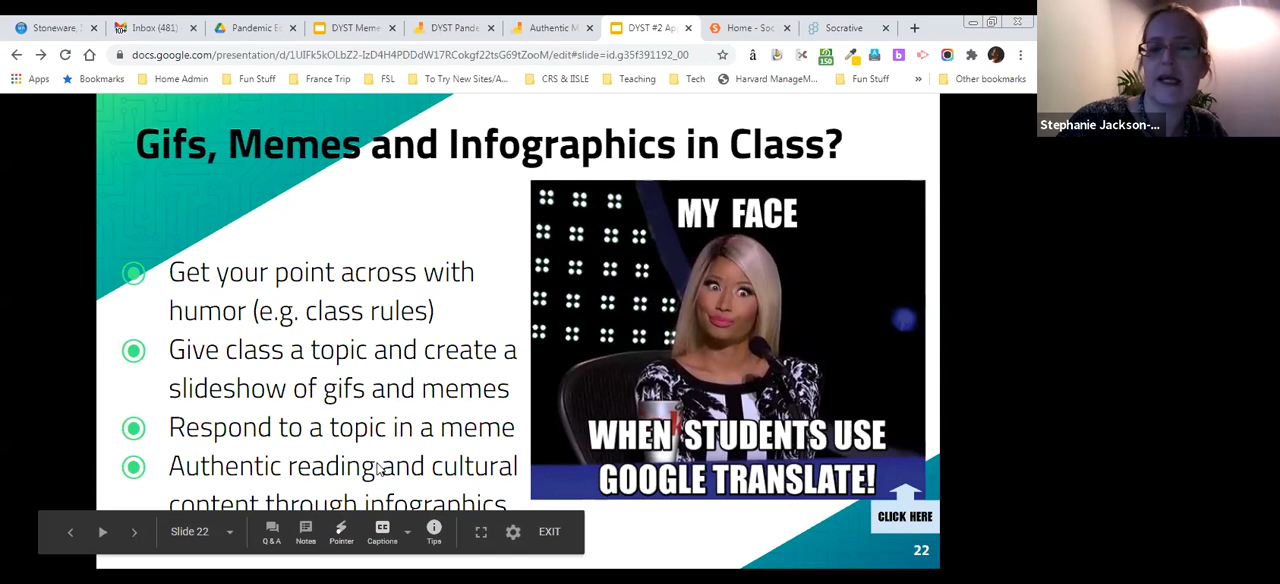 Stoneware,
Inbox (481)
Pandemic E
DYST Meme
DYST Panda
Authentic M
DYST #2 Ap
Home - Soc
Socrative
docs.google.com/presentation/d/1UIFk5kOLbZ2-IzD4H4PDDdW17RCokgf22tsG69tZooM/edit#slide=id.g35f391192_00
150
Apps
Bookmarks
Home Admin
Fun Stuff
France Trip
FSL
To Try New Sites/A...
CRS & ISLE
Teaching
Tech
Harvard ManageM...
Fun Stuff
»
Other bookmarks
Stephanie Jackson-...
Gifs, Memes and Infographics in Class?
Get your point across with
humor (e.g. class rules)
Give class a topic and create a
slideshow of gifs and memes
Respond to a topic in a meme
Authentic reading and cultural
content through infographics
MY FACE
WHEN STUDENTS USE
GOOGLE TRANSLATE!
CLICK HERE
22
Slide 22
Q & A
Notes
Pointer
Captions
Tips
EXIT